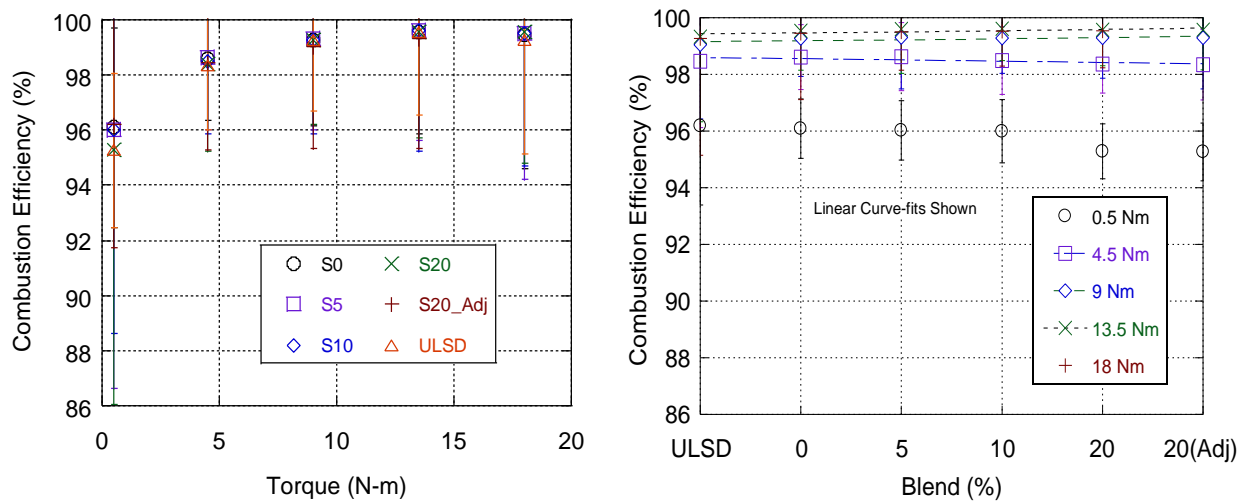 100
98
96
94
92
90
88
86
0
5
10
15
20
Combustion Efficiency (%)
Torque (N-m)
S0
S5
S10
S20
S20_Adj
ULSD
100
98
96
94
92
90
88
86
ULSD
0
5
10
20
20(Adj)
Combustion Efficiency (%)
Blend (%)
Linear Curve-fits Shown
0.5 Nm
4.5 Nm
9 Nm
13.5 Nm
18 Nm